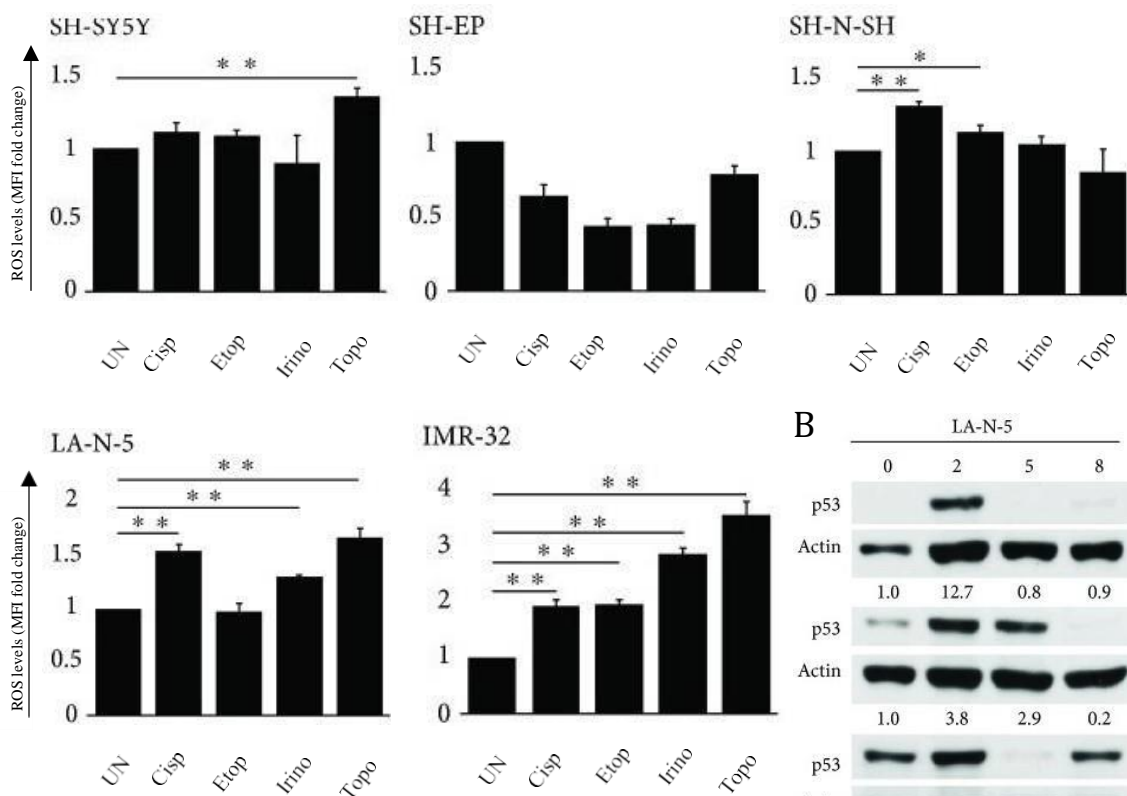 SH-SY5Y
ROS levels (MFI fold change)
1.5
1
0.5
0
* *
UN
Cisp
Etop
Irino
Topo
SH-EP
1.5
1
0.5
0
UN
Cisp
Etop
Irino
Topo
SH-N-SH
1.5
1
0.5
0
*
* *
UN
Cisp
Etop
Irino
Topo
LA-N-5
ROS levels (MFI fold change)
2
1.5
1
0.5
0
* *
* *
* *
UN
Cisp
Etop
Irino
Topo
IMR-32
4
3
2
1
0
* *
* *
* *
* *
UN
Cisp
Etop
Irino
Topo
B
LA-N-5
0 2 5 8
p53
Actin
1.0 12.7 0.8 0.9
p53
Actin
1.0 3.8 2.9 0.2
p53